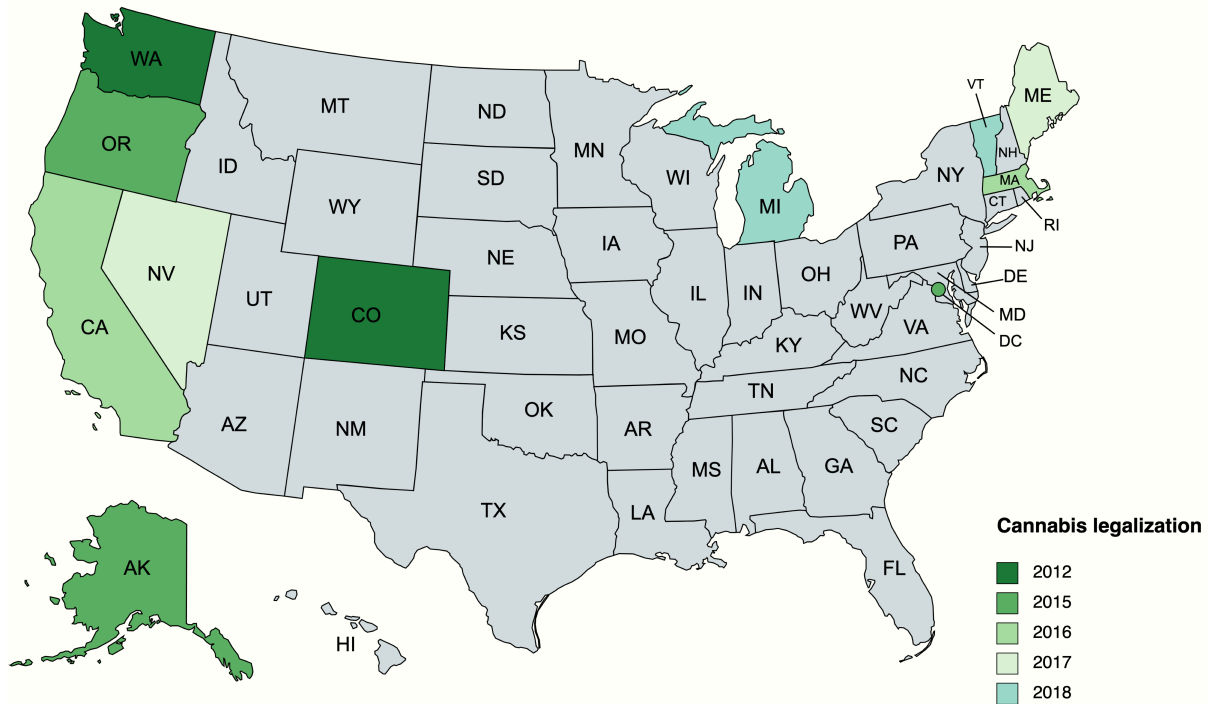 WA
MT
ND
MN
VT
ME
OR
ID
SD
WI
MI
NY
NH
MA
CT
RI
WY
IA
PA
NJ
NV
NE
OH
DE
UT
IL
IN
WV
MD
CA
CO
KS
MO
KY
VA
DC
TN
NC
AZ
NM
OK
AR
SC
MS
AL
GA
TX
LA
AK
FL
HI
Cannabis legalization
2012
2015
2016
2017
2018